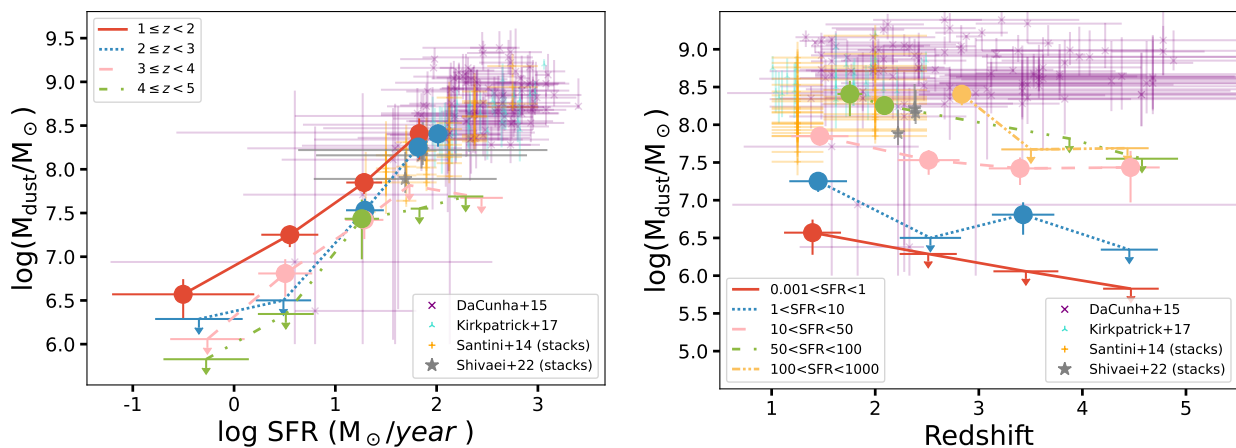 1 ≤ z < 2
2 ≤ z < 3
3 ≤ z < 4
4 ≤ z < 5
9.5
9.0
8.5
8.0
7.5
7.0
6.5
6.0
log(M_dust/M_⊙)
DaCunha+15
Kirkpatrick+17
Santini+14 (stacks)
Shivaei+22 (stacks)
-1 0 1 2 3
log SFR (M_⊙/year )
9.0
8.5
8.0
7.5
7.0
6.5
6.0
5.5
5.0
log(M_dust/M_⊙)
0.001<SFR<1
1<SFR<10
10<SFR<50
50<SFR<100
100<SFR<1000
DaCunha+15
Kirkpatrick+17
Santini+14 (stacks)
Shivaei+22 (stacks)
1 2 3 4 5
Redshift